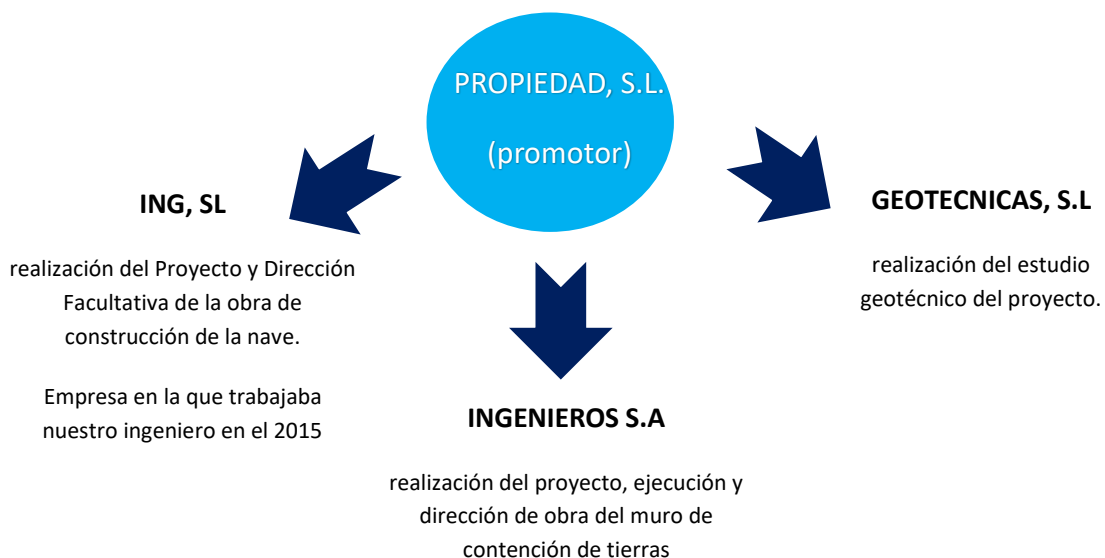 PROPIEDAD, S.L.
(promotor)
ING, SL
realización del Proyecto y Dirección
Facultativa de la obra de
construcción de la nave.
Empresa en la que trabajaba
nuestro ingeniero en el 2015
INGENIEROS S.A
realización del proyecto, ejecución y
dirección de obra del muro de
contención de tierras
GEOTECNICAS, S.L
realización del estudio
geotécnico del proyecto.